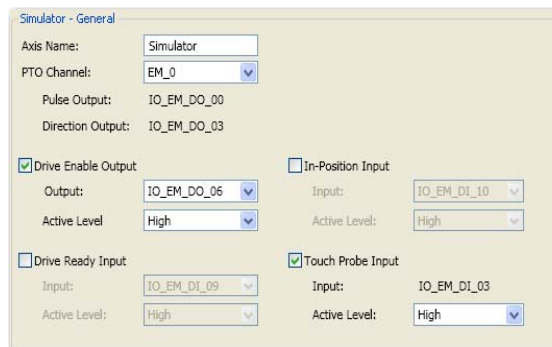 Simulator - General
Axis Name: Simulator
PTO Channel: EM_0
Pulse Output: IO_EM_DO_00
Direction Output: IO_EM_DO_03
Drive Enable Output
Output: IO_EM_DO_06
Active Level High
In-Position Input
Input: IO_EM_DI_10
Active Level: High
Drive Ready Input
Input: IO_EM_DI_09
Active Level: High
Touch Probe Input
Input: IO_EM_DI_03
Active Level: High